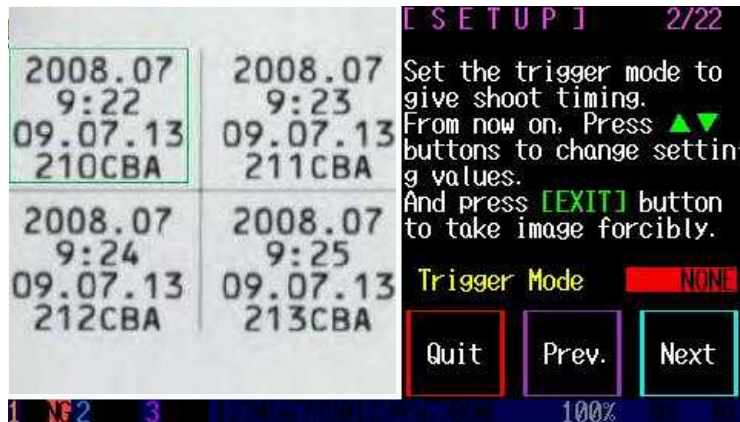 2008.07
9:22
09.07.13
210CBA
2008.07
9:23
09.07.13
211CBA
2008.07
9:24
09.07.13
212CBA
2008.07
9:25
09.07.13
213CBA
[ S E T U P ] 2/22
Set the trigger mode to
give shoot timing.
From now on, Press ▲▼
buttons to change settin-
g values.
And press [EXIT] button
to take image forcibly.
Trigger Mode NONE
Quit Prev. Next
1 NG 2 3 100%